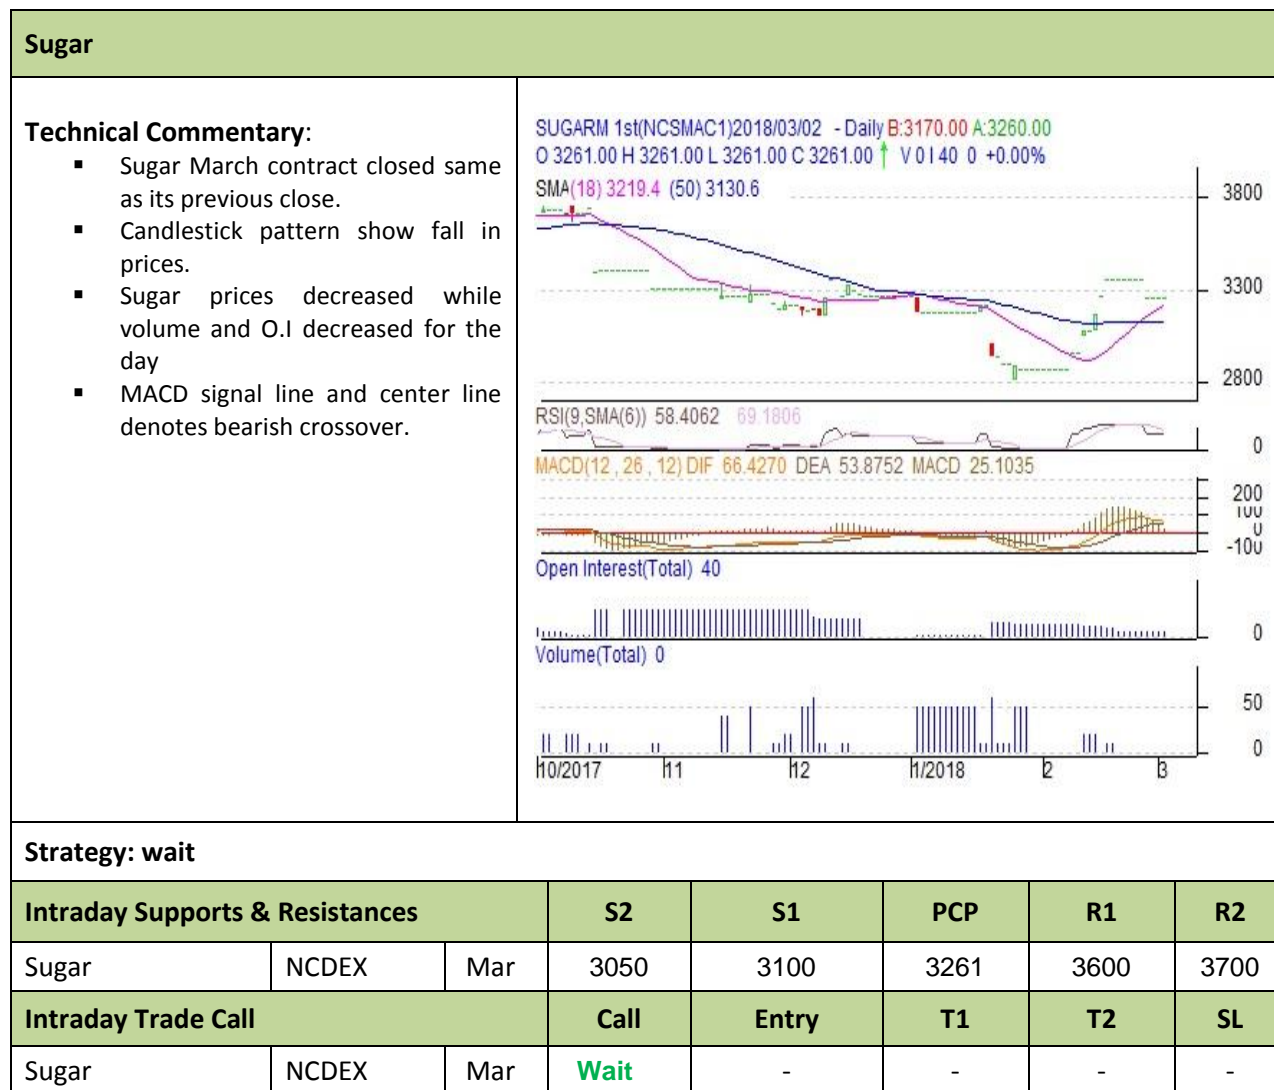 Sugar
Technical Commentary:
▪ Sugar March contract closed same
as its previous close.
▪ Candlestick pattern show fall in
prices.
▪ Sugar prices decreased while
volume and O.I decreased for the
day
▪ MACD signal line and center line
denotes bearish crossover.
SUGARM 1st(NCSMAC1)2018/03/02 - Daily B:3170.00 A:3260.00
O 3261.00 H 3261.00 L 3261.00 C 3261.00 V 0 I 40 0 +0.00%
SMA(18) 3219.4 (50) 3130.6
3800
3300
2800
RSI(9,SMA(6)) 58.4062 69.1806
0
MACD(12 , 26 , 12) DIF 66.4270 DEA 53.8752 MACD 25.1035
200
100
0
-100
Open Interest(Total) 40
0
Volume(Total) 0
50
0
10/2017 11 12 1/2018 2 3
Strategy: wait
Intraday Supports & Resistances S2 S1 PCP R1 R2
Sugar NCDEX Mar 3050 3100 3261 3600 3700
Intraday Trade Call Call Entry T1 T2 SL
Sugar NCDEX Mar Wait - - - -